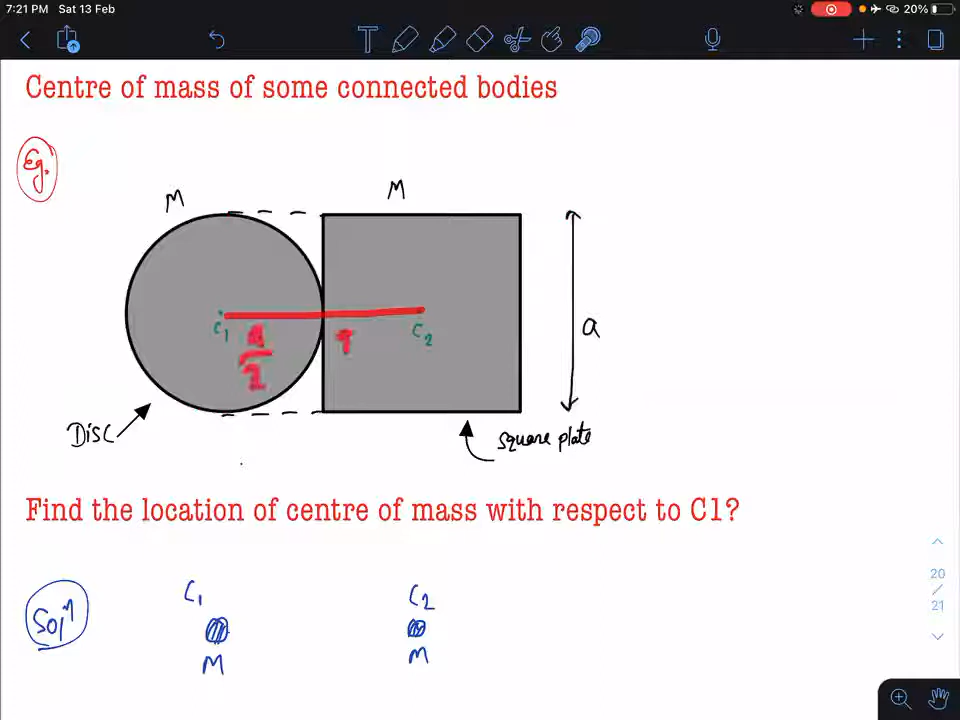 7:21 PM Sat 13 Feb
20%
Centre of mass of some connected bodies
Eg.
M
M
C1
C2
a
2
a
Disc
square plate
Find the location of centre of mass with respect to C1?
20
/
21
Solⁿ
C1
C2
M
M